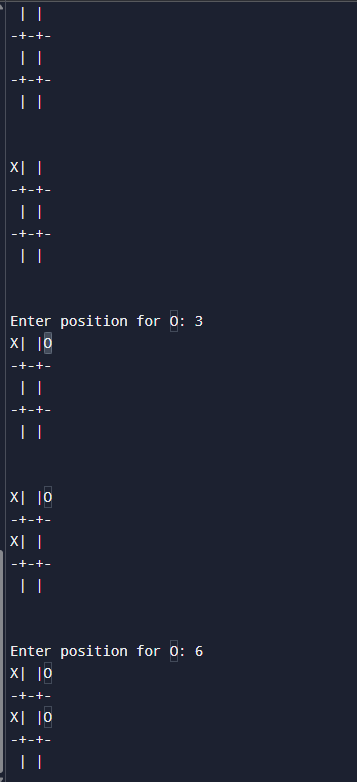 | |
-+-+-
 | |
-+-+-
 | |
X| |
-+-+-
 | |
-+-+-
 | |
Enter position for O: 3
X| |O
-+-+-
 | |
-+-+-
 | |
X| |O
-+-+-
X| |
-+-+-
 | |
Enter position for O: 6
X| |O
-+-+-
X| |O
-+-+-
 | |